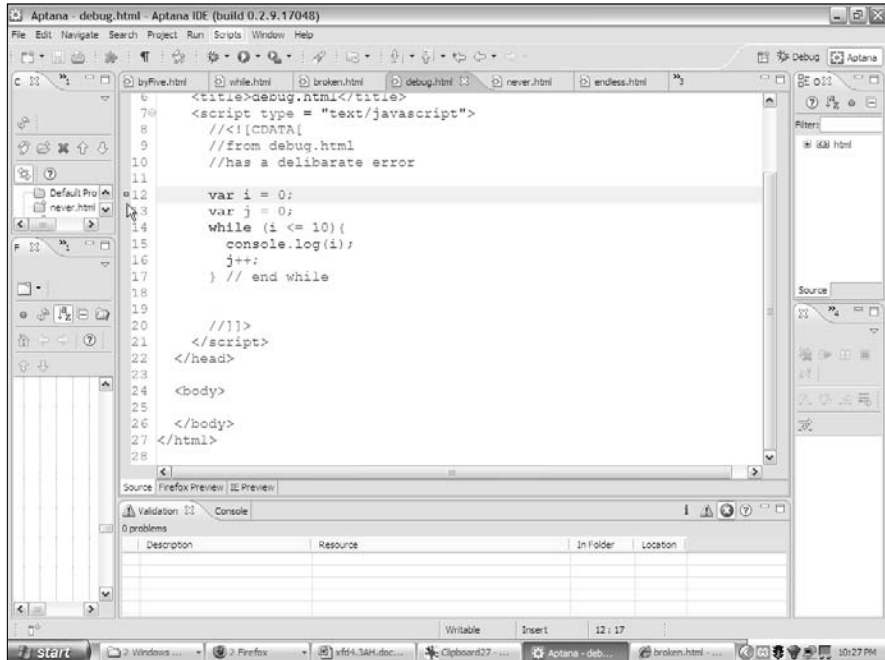 Aptana - debug.html - Aptana IDE (build 0.2.9.17048)
File Edit Navigate Search Project Run Scripts Window Help
Debug Aptana
byFive.html while.html broken.html debug.html never.html endless.html
6 <title>debug.html</title>
7 <script type = "text/javascript">
8 //<![CDATA[
9 //from debug.html
10 //has a delibarate error
11
12 var i = 0;
13 var j = 0;
14 while (i <= 10){
15 console.log(i);
16 j++;
17 } // end while
18
19
20 //]]>
21 </script>
22 </head>
23
24 <body>
25
26 </body>
27 </html>
28
Default Pro
never.html
Filter:
html
Source
Source Firefox Preview IE Preview
Validation Console
0 problems
Description Resource In Folder Location
Writable Insert 12 : 17
start 2 Windows ... 2 Firefox xfd4.3AH.doc... Clipboard27 - ... Aptana - deb... broken.html - ... 10:27 PM